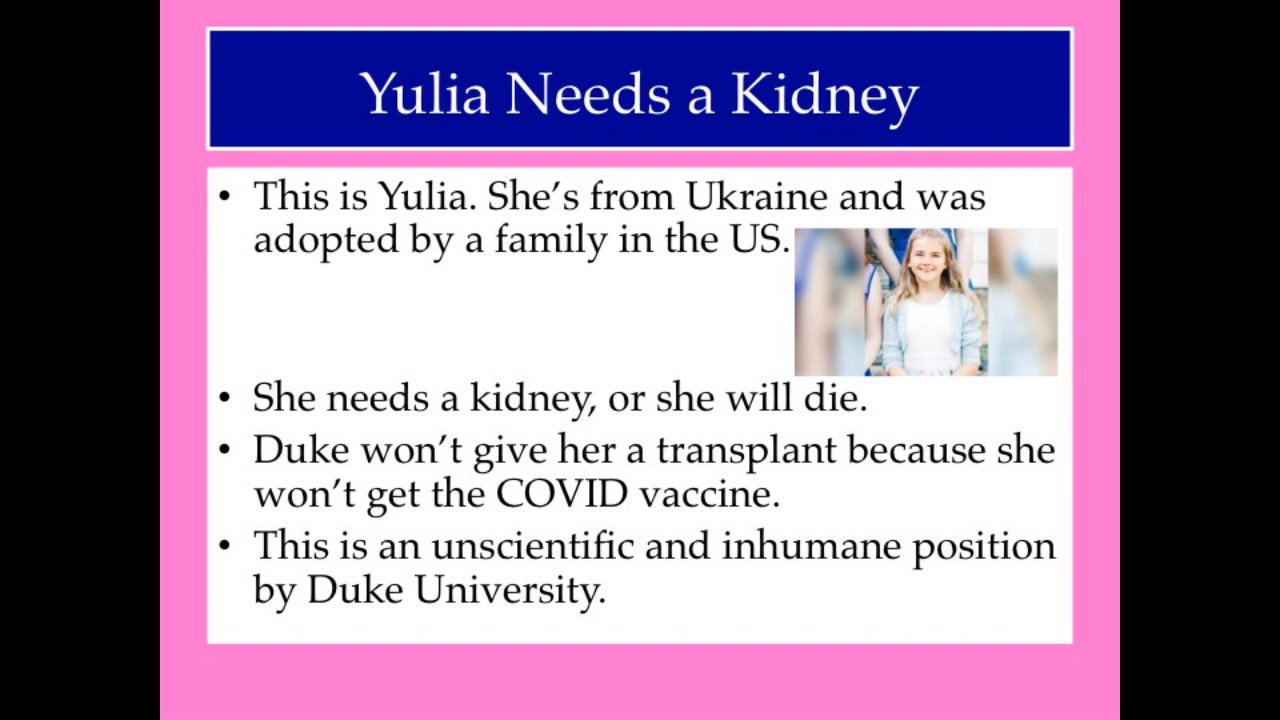 Yulia Needs a Kidney
• This is Yulia. She’s from Ukraine and was
adopted by a family in the US.
• She needs a kidney, or she will die.
• Duke won’t give her a transplant because she
won’t get the COVID vaccine.
• This is an unscientific and inhumane position
by Duke University.